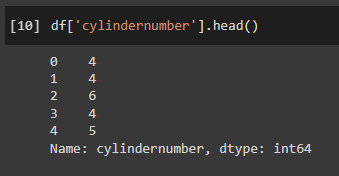 [10] df['cylindernumber'].head()
0    4
1    4
2    6
3    4
4    5
Name: cylindernumber, dtype: int64